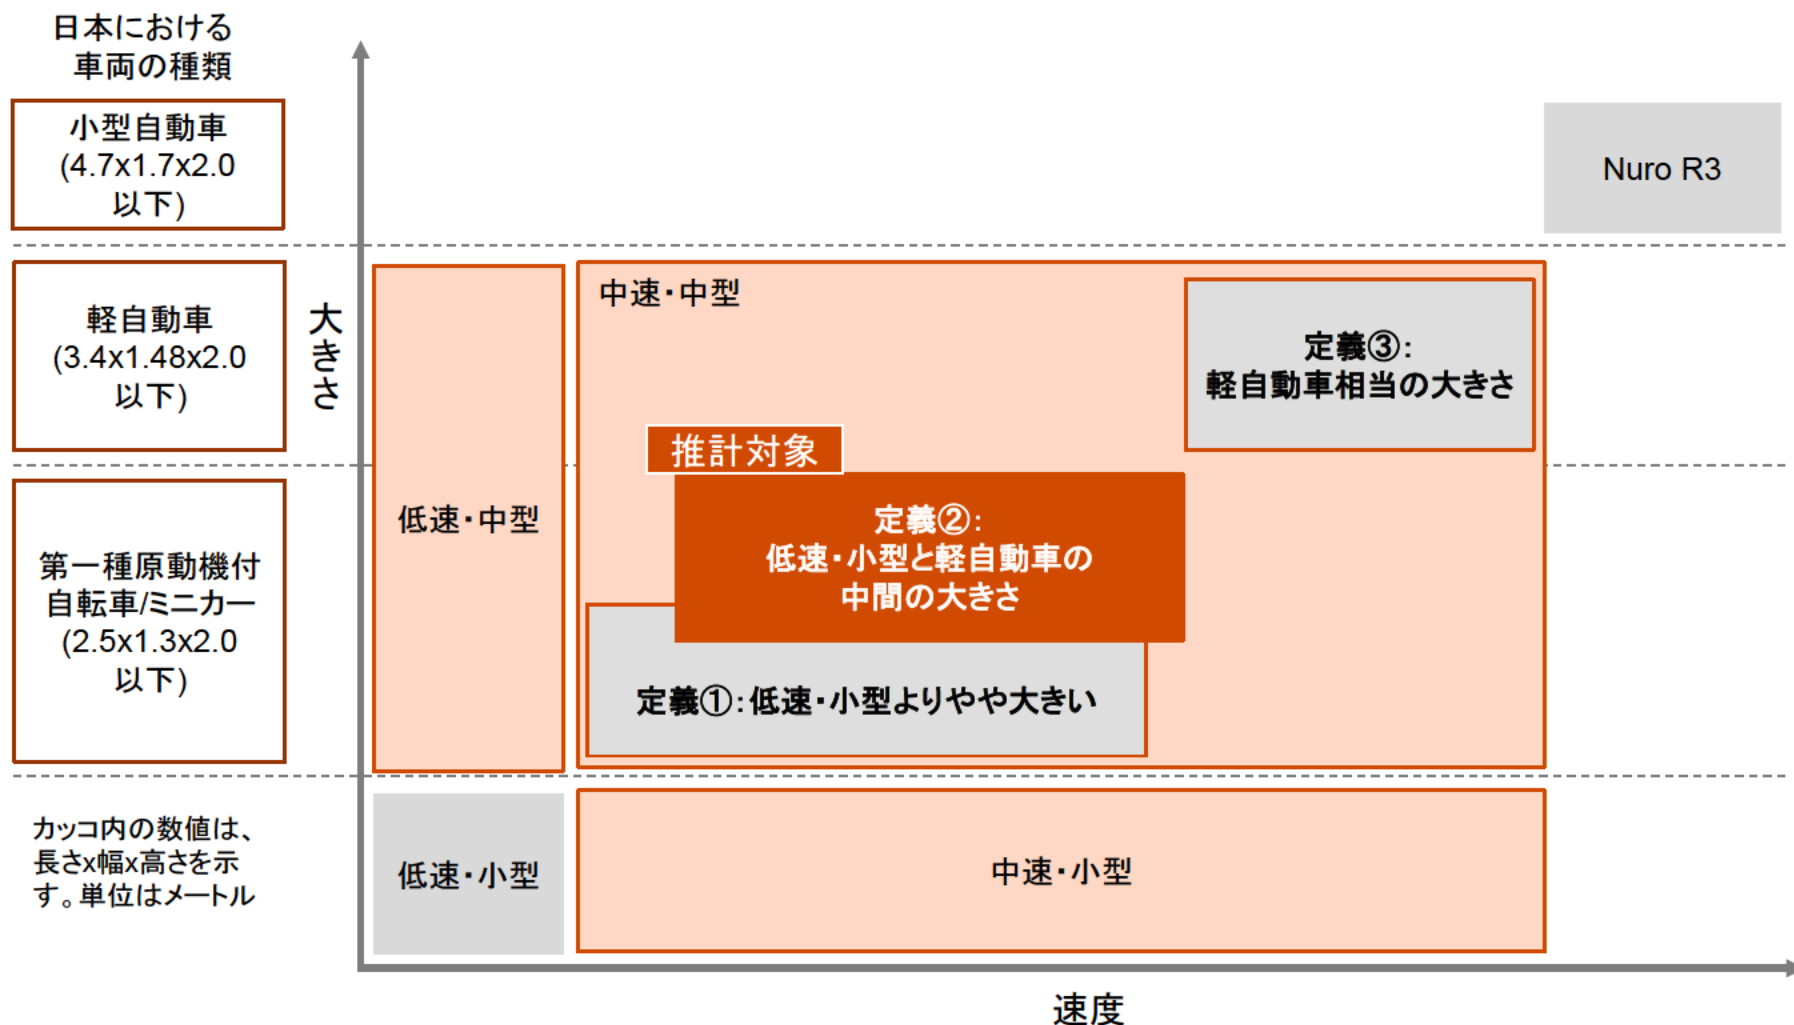 日本における
車両の種類
小型自動車
(4.7x1.7x2.0
以下)
軽自動車
(3.4x1.48x2.0
以下)
第一種原動機付
自転車/ミニカー
(2.5x1.3x2.0
以下)
カッコ内の数値は、
長さx幅x高さを示
す。単位はメートル
大きさ
Nuro R3
中速・中型
定義③：
軽自動車相当の大きさ
推計対象
低速・中型
定義②：
低速・小型と軽自動車の
中間の大きさ
定義①：低速・小型よりやや大きい
低速・小型
中速・小型
速度